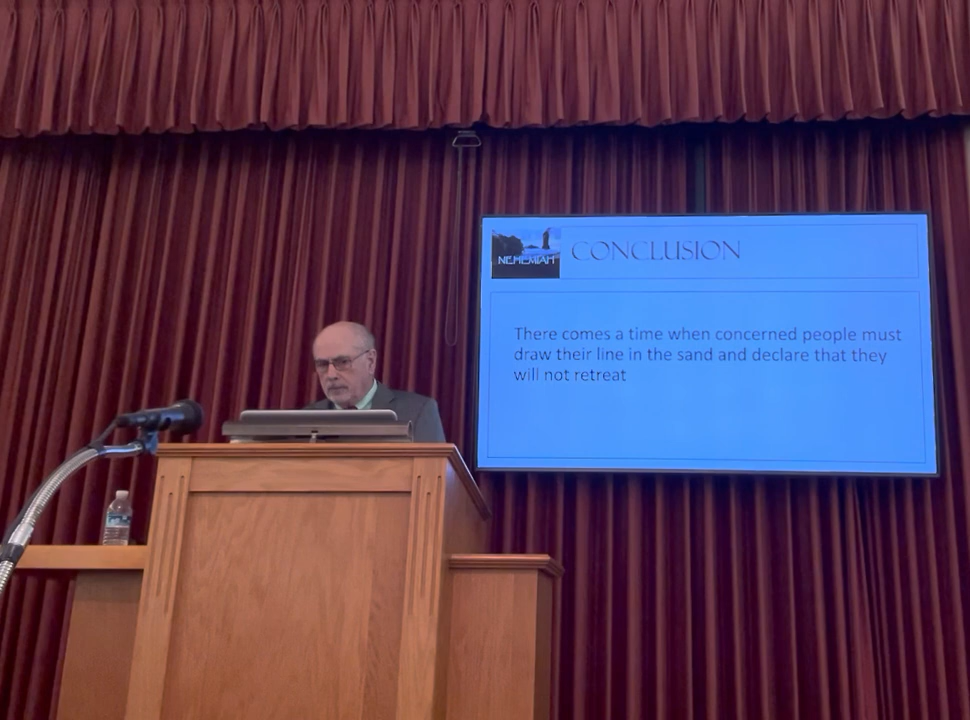 NEHEMIAH
CONCLUSION
There comes a time when concerned people must
draw their line in the sand and declare that they
will not retreat